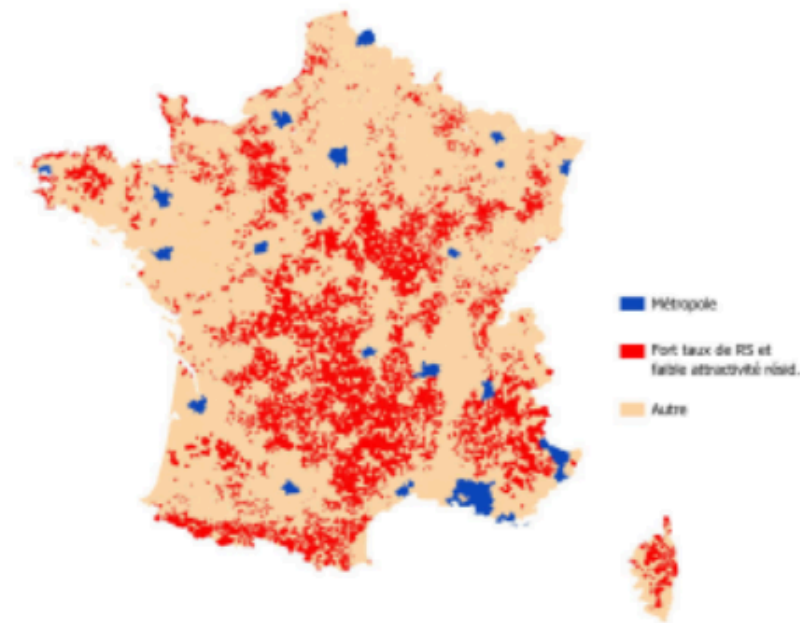 Métropole
Fort taux de RS et
faible attractivité résid.
Autre